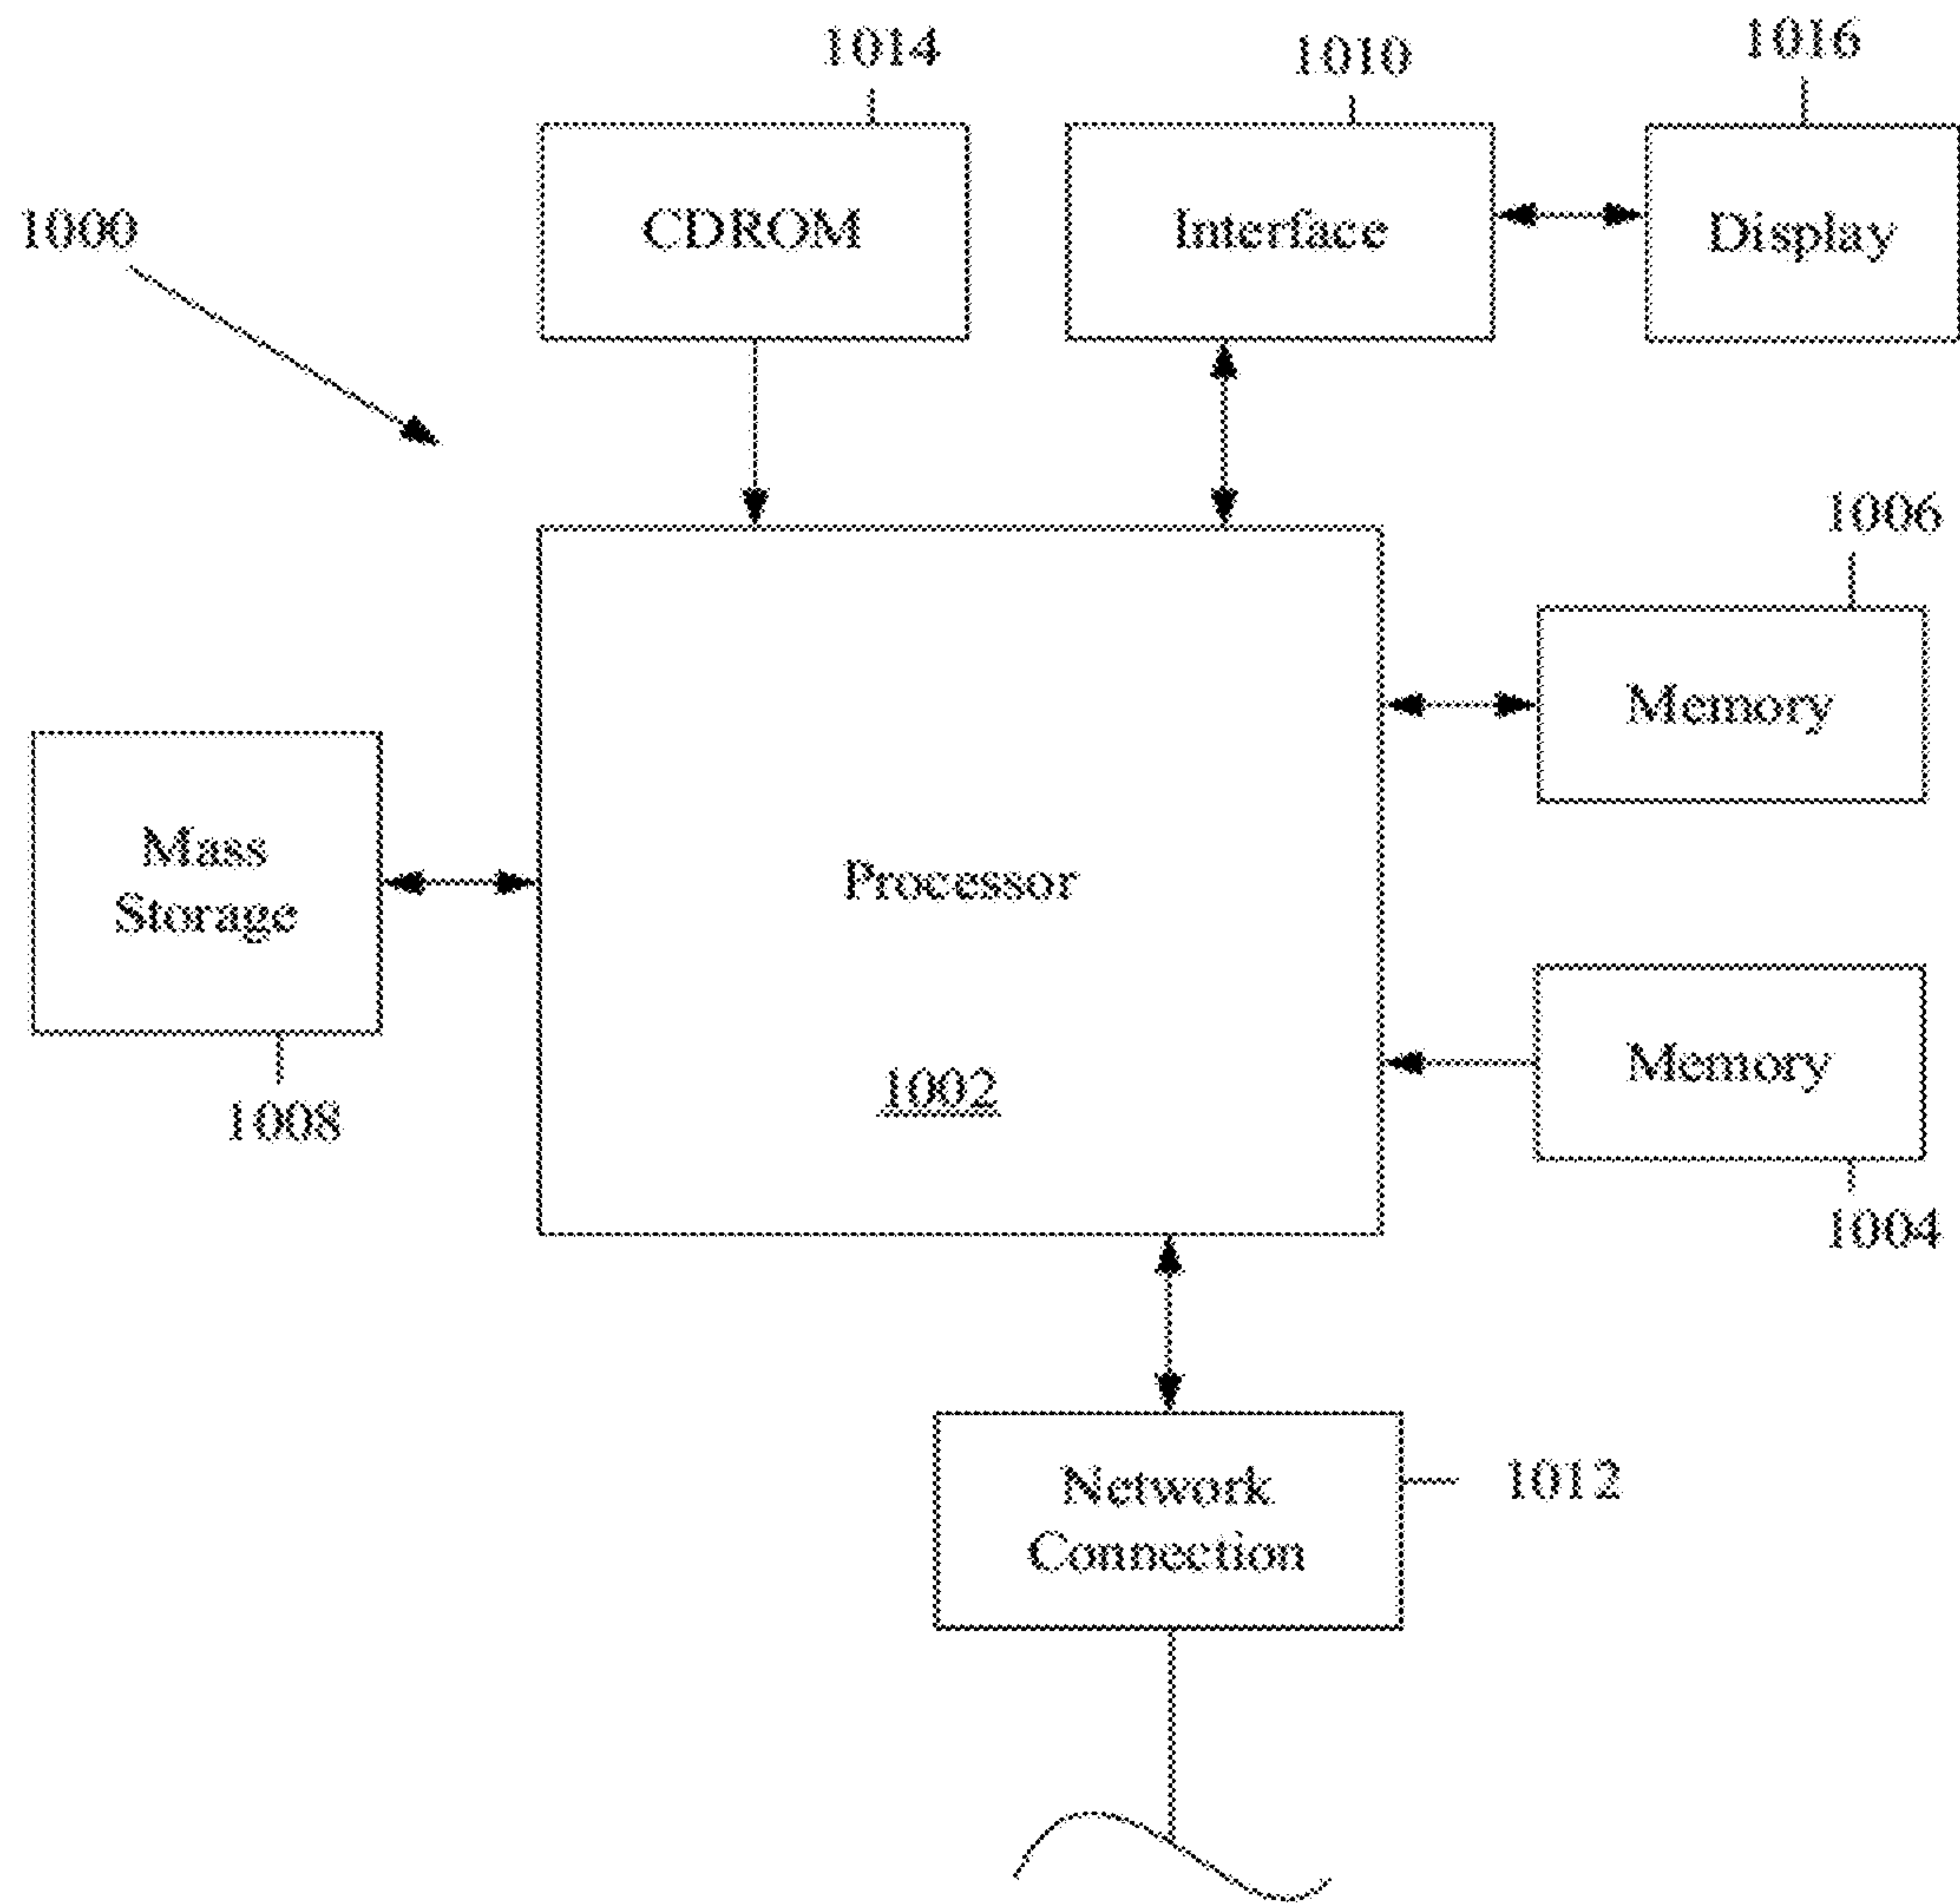 1014
1010
1016
1000
CDROM
Interface
Display
1006
Memory
Mass
Storage
Processor
Memory
1002
1008
1004
Network
Connection
1012